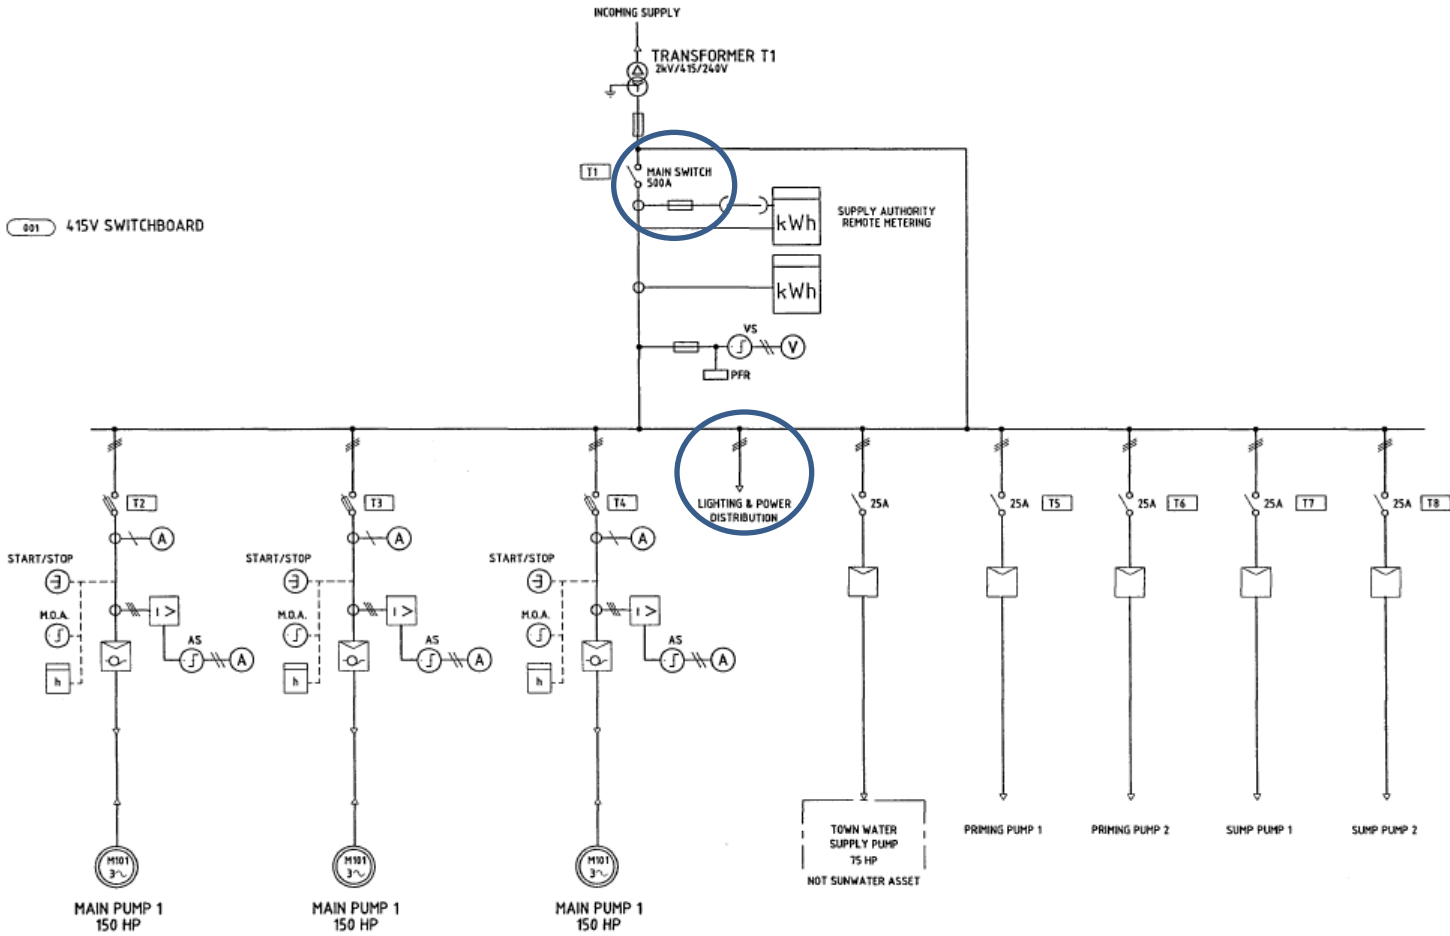 INCOMING SUPPLY
TRANSFORMER T1
2kV/415/240V
T1
MAIN SWITCH
500A
kWh
SUPPLY AUTHORITY
REMOTE METERING
001
415V SWITCHBOARD
kWh
VS
V
PFR
T2
T3
T4
LIGHTING & POWER
DISTRIBUTION
25A
25A
T5
25A
T6
25A
T7
25A
T8
A
A
A
START/STOP
START/STOP
START/STOP
M.O.A.
I >
M.O.A.
I >
M.O.A.
I >
AS
A
AS
A
AS
A
h
h
h
TOWN WATER
SUPPLY PUMP
75 HP
NOT SUNWATER ASSET
PRIMING PUMP 1
PRIMING PUMP 2
SUMP PUMP 1
SUMP PUMP 2
M101
3~
M101
3~
M101
3~
MAIN PUMP 1
150 HP
MAIN PUMP 1
150 HP
MAIN PUMP 1
150 HP